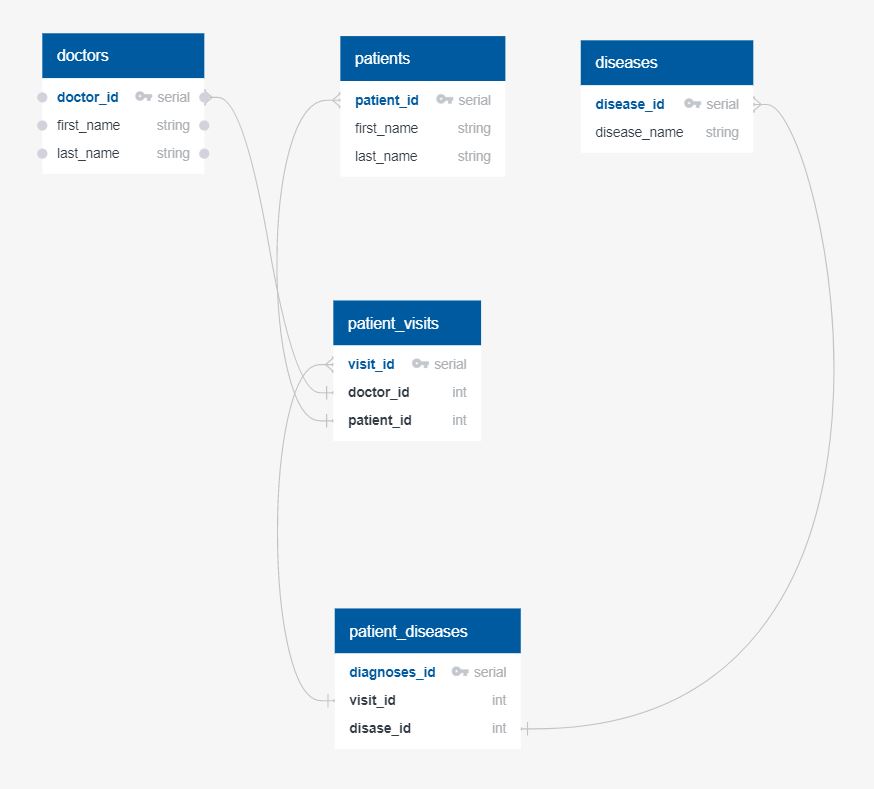 doctors
doctor_id serial
first_name string
last_name string
patients
patient_id serial
first_name string
last_name string
diseases
disease_id serial
disease_name string
patient_visits
visit_id serial
doctor_id int
patient_id int
patient_diseases
diagnoses_id serial
visit_id int
disase_id int